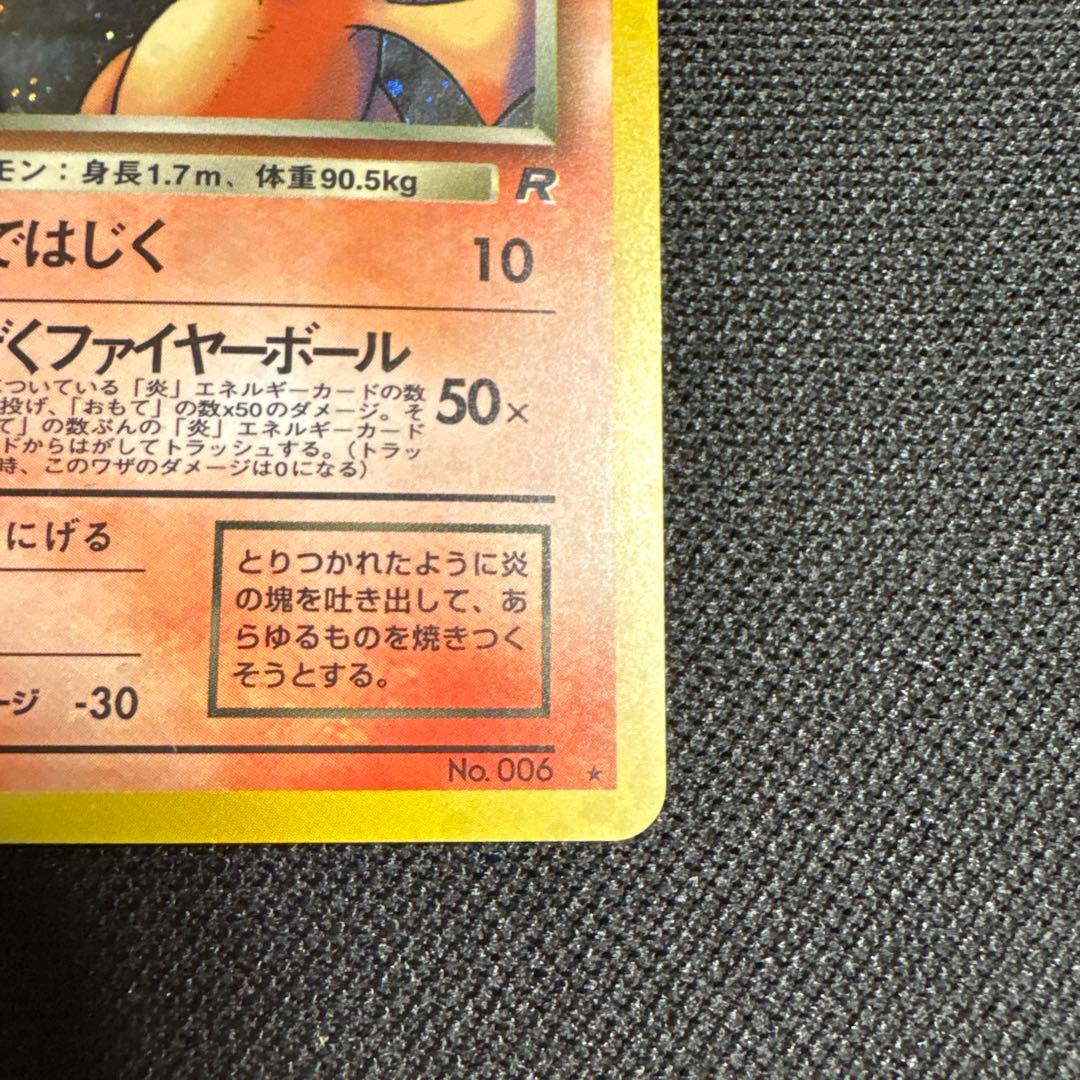 モン：身長1.7m、体重90.5kg R
ではじく 10
ぞくファイヤーボール
についている「炎」エネルギーカードの数
投げ、「おもて」の数x50のダメージ。そ 50×
て」の数ぶんの「炎」エネルギーカード
ドからはがしてトラッシュする。（トラッ
時、このワザのダメージは0になる）
にげる
とりつかれたように炎
の塊を吐き出して、あ
らゆるものを焼きつく
そうとする。
ージ -30
No. 006 ★